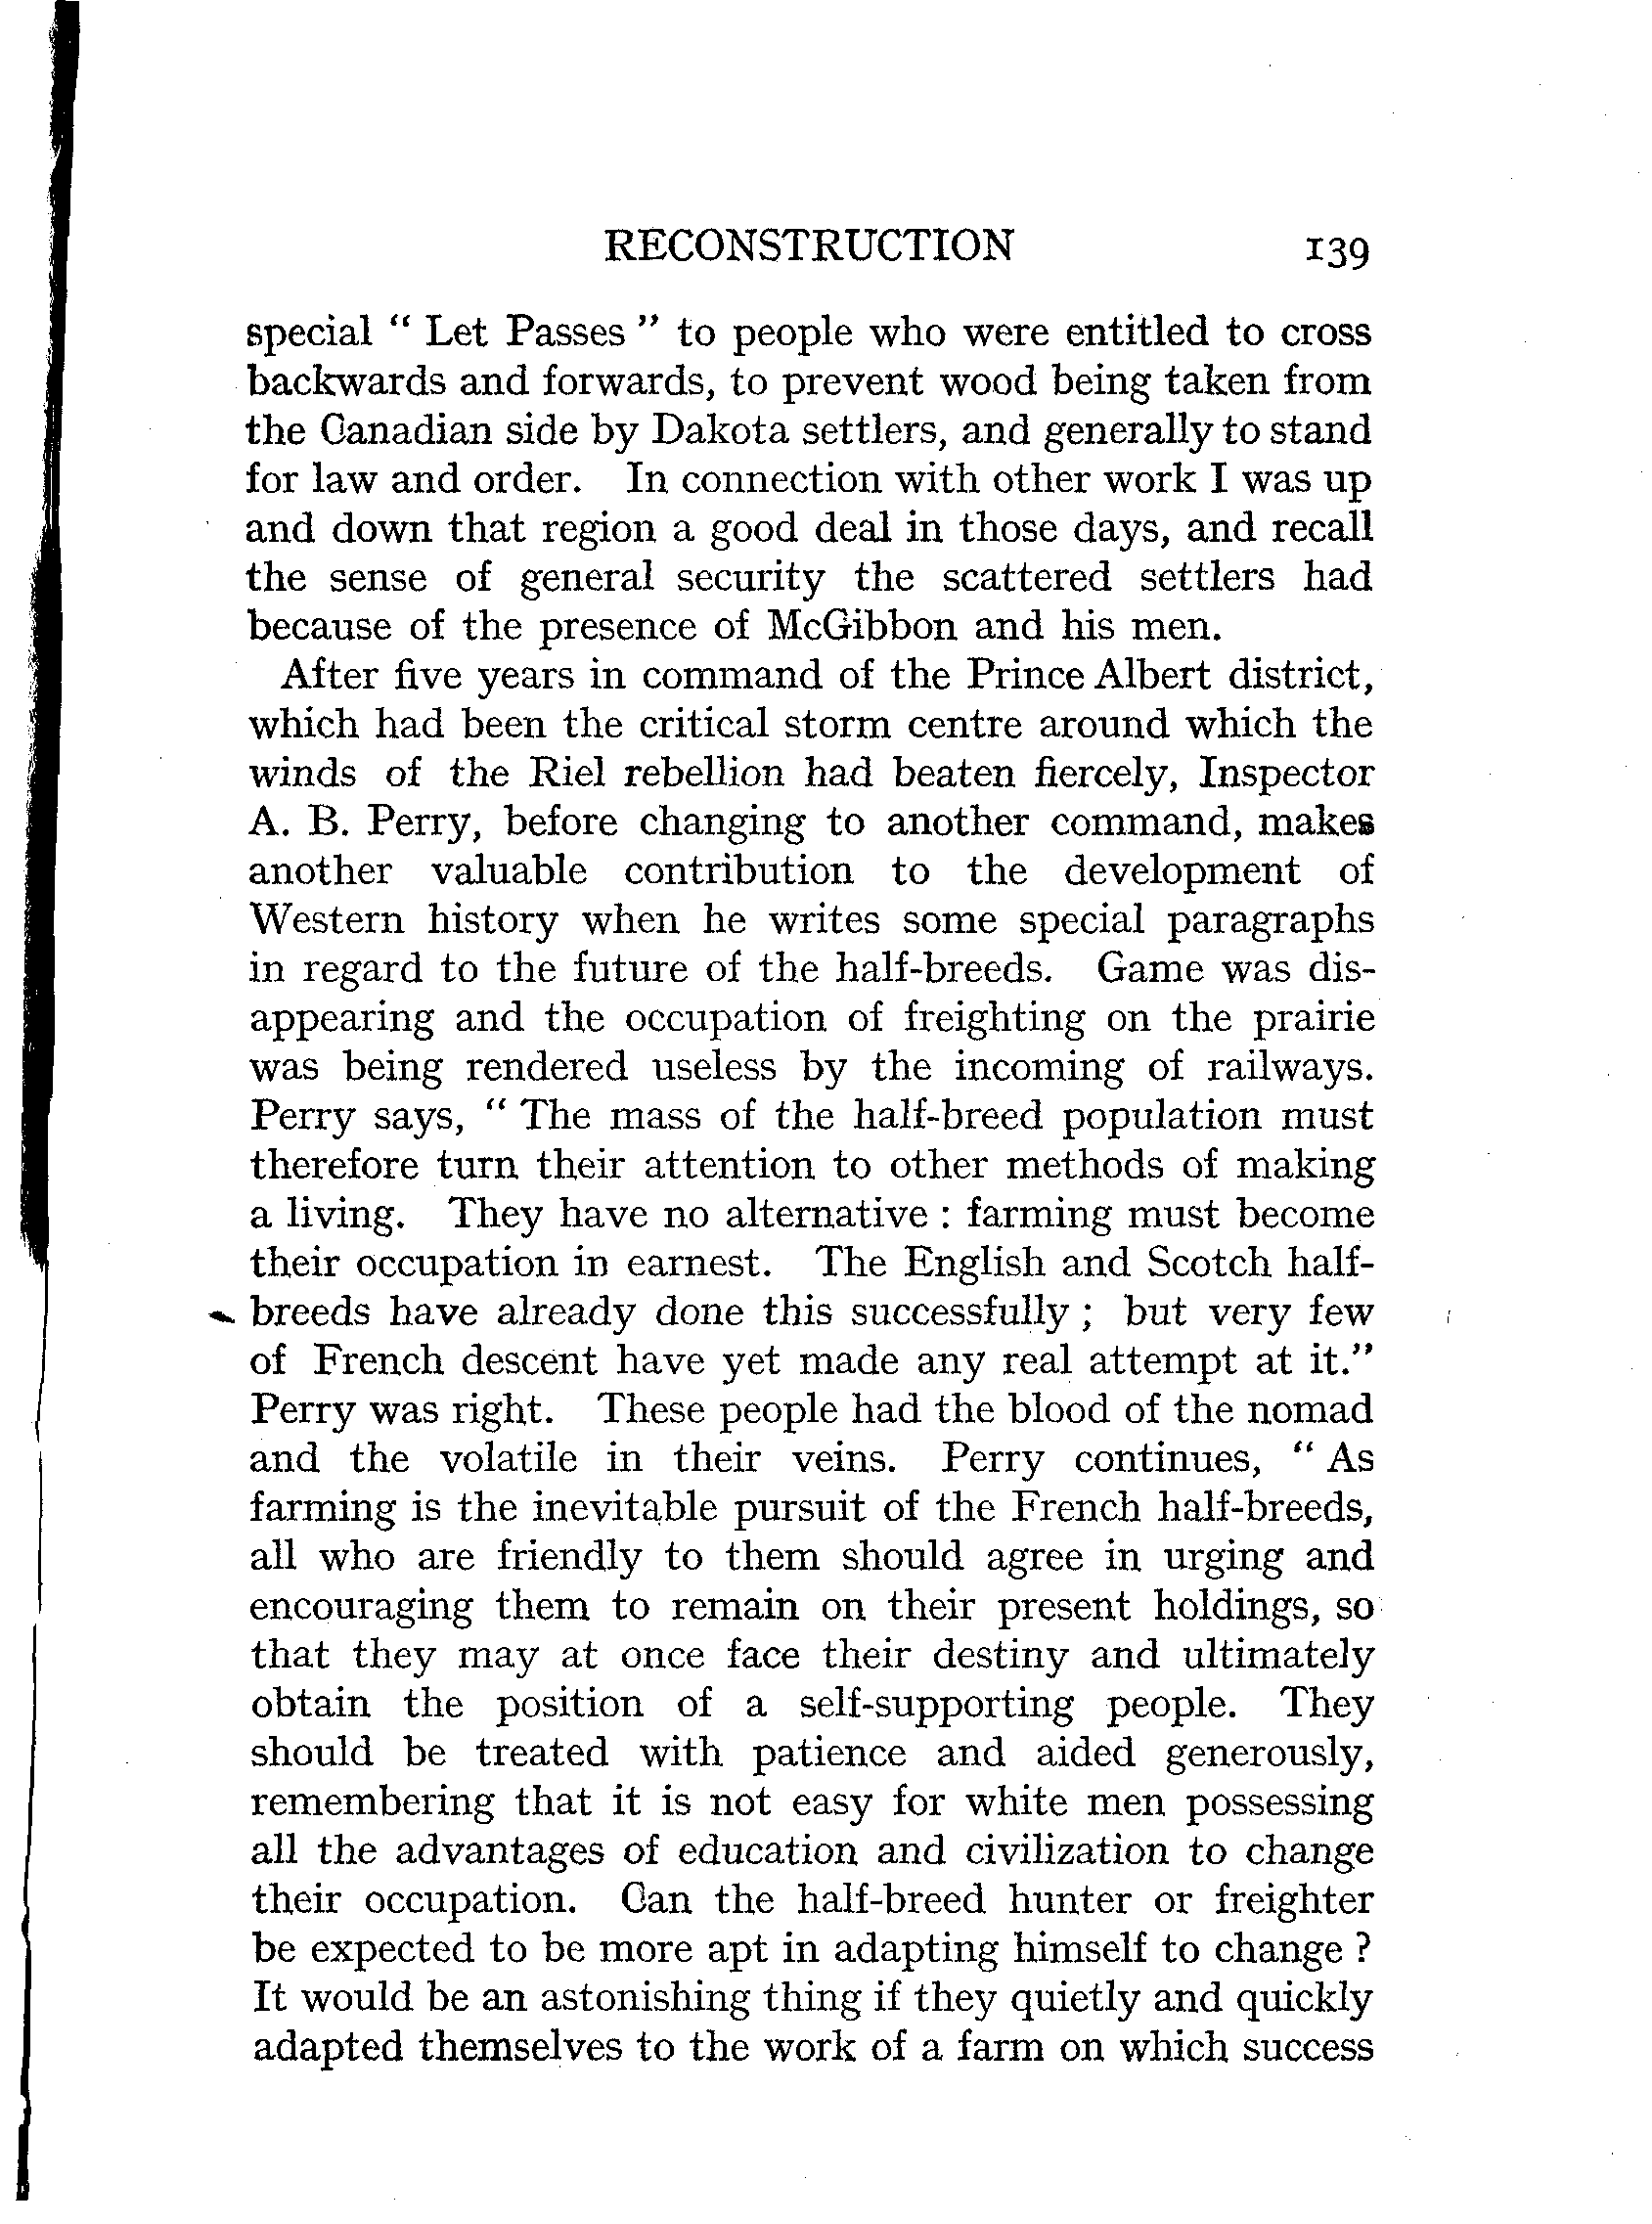 RECONSTRUCTION 139
special “ Let Passes ” to people who were entitled to cross
backwards and forwards, to prevent wood being taken from
the Canadian side by Dakota settlers, and generally to stand
for law and order. In connection with other work I was up
and down that region a good deal in those days, and recall
the sense of general security the scattered settlers had
because of the presence of McGibbon and his men.
After five years in command of the Prince Albert district,
which had been the critical storm centre around which the
winds of the Riel rebellion had beaten fiercely, Inspector
A. B. Perry, before changing to another command, makes
another valuable contribution to the development of
Western history when he writes some special paragraphs
in regard to the future of the half-breeds. Game was dis-
appearing and the occupation of freighting on the prairie
was being rendered useless by the incoming of railways.
Perry says, “ The mass of the half-breed population must
therefore turn their attention to other methods of making
a living. They have no alternative : farming must become
their occupation in earnest. The English and Scotch half-
breeds have already done this successfully ; but very few
of French descent have yet made any real attempt at it.”
Perry was right. These people had the blood of the nomad
and the volatile in their veins. Perry continues, “ As
farming is the inevitable pursuit of the French half-breeds,
all who are friendly to them should agree in urging and
encouraging them to remain on their present holdings, so
that they may at once face their destiny and ultimately
obtain the position of a self-supporting people. They
should be treated with patience and aided generously,
remembering that it is not easy for white men possessing
all the advantages of education and civilization to change
their occupation. Can the half-breed hunter or freighter
be expected to be more apt in adapting himself to change ?
It would be an astonishing thing if they quietly and quickly
adapted themselves to the work of a farm on which success